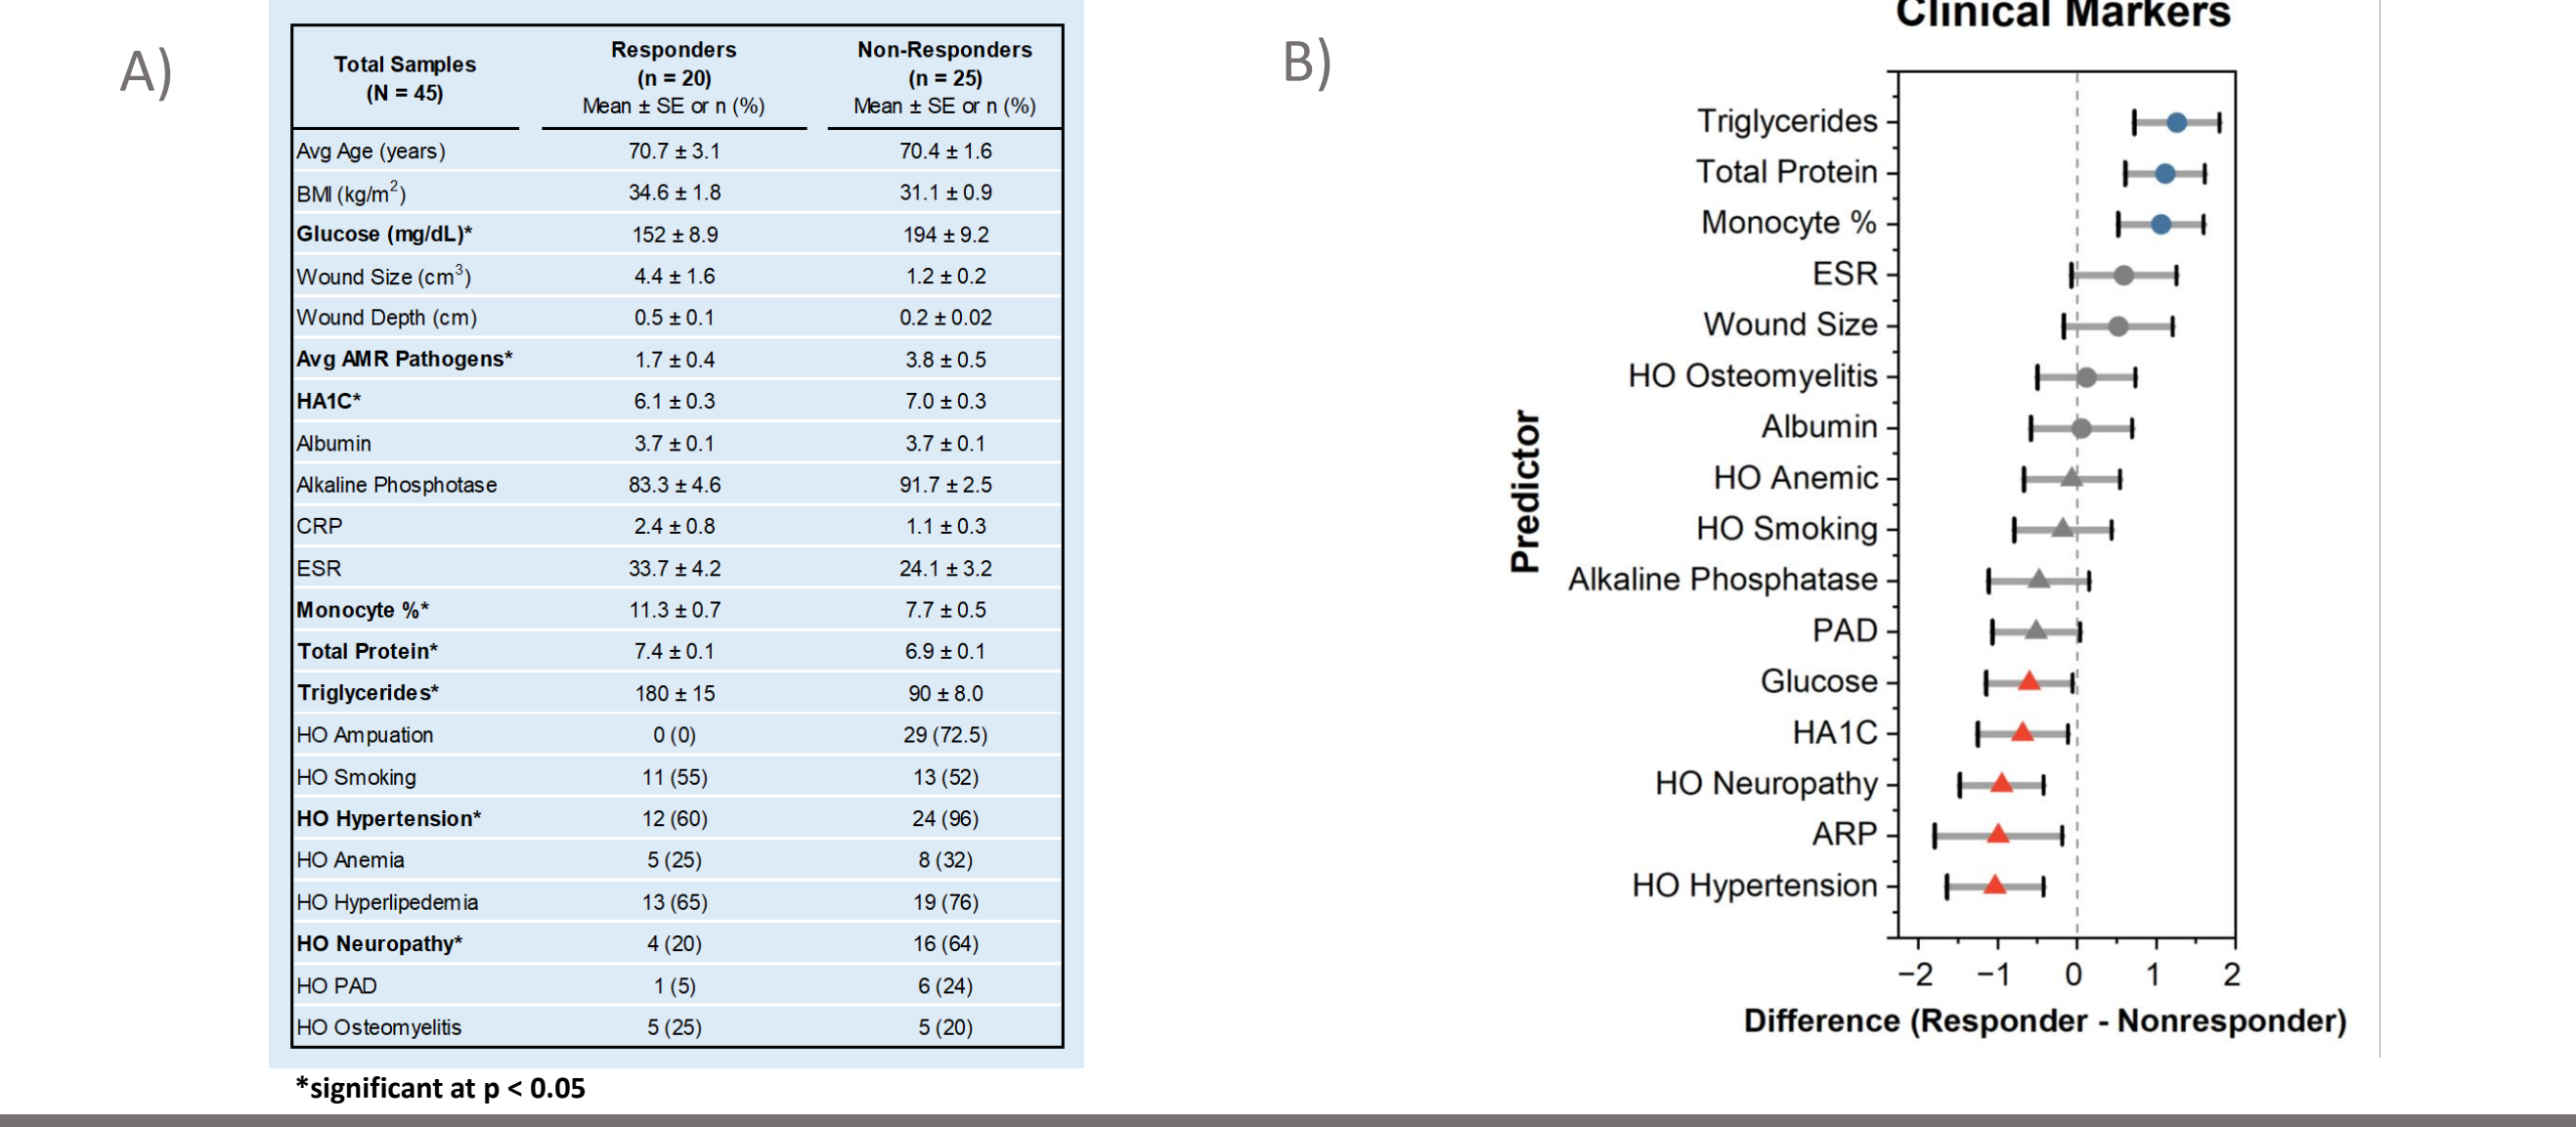 A)
Total Samples
(N = 45)
Responders
(n = 20)
Mean ± SE or n (%)
Non-Responders
(n = 25)
Mean ± SE or n (%)
Avg Age (years) 70.7 ± 3.1 70.4 ± 1.6
BMI (kg/m²) 34.6 ± 1.8 31.1 ± 0.9
Glucose (mg/dL)* 152 ± 8.9 194 ± 9.2
Wound Size (cm³) 4.4 ± 1.6 1.2 ± 0.2
Wound Depth (cm) 0.5 ± 0.1 0.2 ± 0.02
Avg AMR Pathogens* 1.7 ± 0.4 3.8 ± 0.5
HA1C* 6.1 ± 0.3 7.0 ± 0.3
Albumin 3.7 ± 0.1 3.7 ± 0.1
Alkaline Phosphotase 83.3 ± 4.6 91.7 ± 2.5
CRP 2.4 ± 0.8 1.1 ± 0.3
ESR 33.7 ± 4.2 24.1 ± 3.2
Monocyte %* 11.3 ± 0.7 7.7 ± 0.5
Total Protein* 7.4 ± 0.1 6.9 ± 0.1
Triglycerides* 180 ± 15 90 ± 8.0
HO Ampuation 0 (0) 29 (72.5)
HO Smoking 11 (55) 13 (52)
HO Hypertension* 12 (60) 24 (96)
HO Anemia 5 (25) 8 (32)
HO Hyperlipedemia 13 (65) 19 (76)
HO Neuropathy* 4 (20) 16 (64)
HO PAD 1 (5) 6 (24)
HO Osteomyelitis 5 (25) 5 (20)
*significant at p < 0.05
B)
Clinical Markers
Predictor
Triglycerides
Total Protein
Monocyte %
ESR
Wound Size
HO Osteomyelitis
Albumin
HO Anemic
HO Smoking
Alkaline Phosphatase
PAD
Glucose
HA1C
HO Neuropathy
ARP
HO Hypertension
−2 −1 0 1 2
Difference (Responder - Nonresponder)